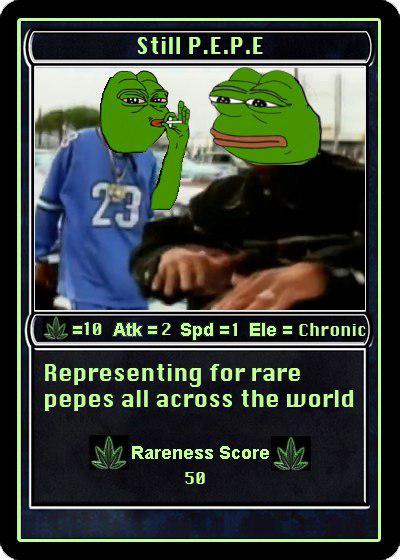 Still P.E.P.E
23
=10 Atk =2 Spd =1 Ele = Chronic
Representing for rare
pepes all across the world
Rareness Score
50